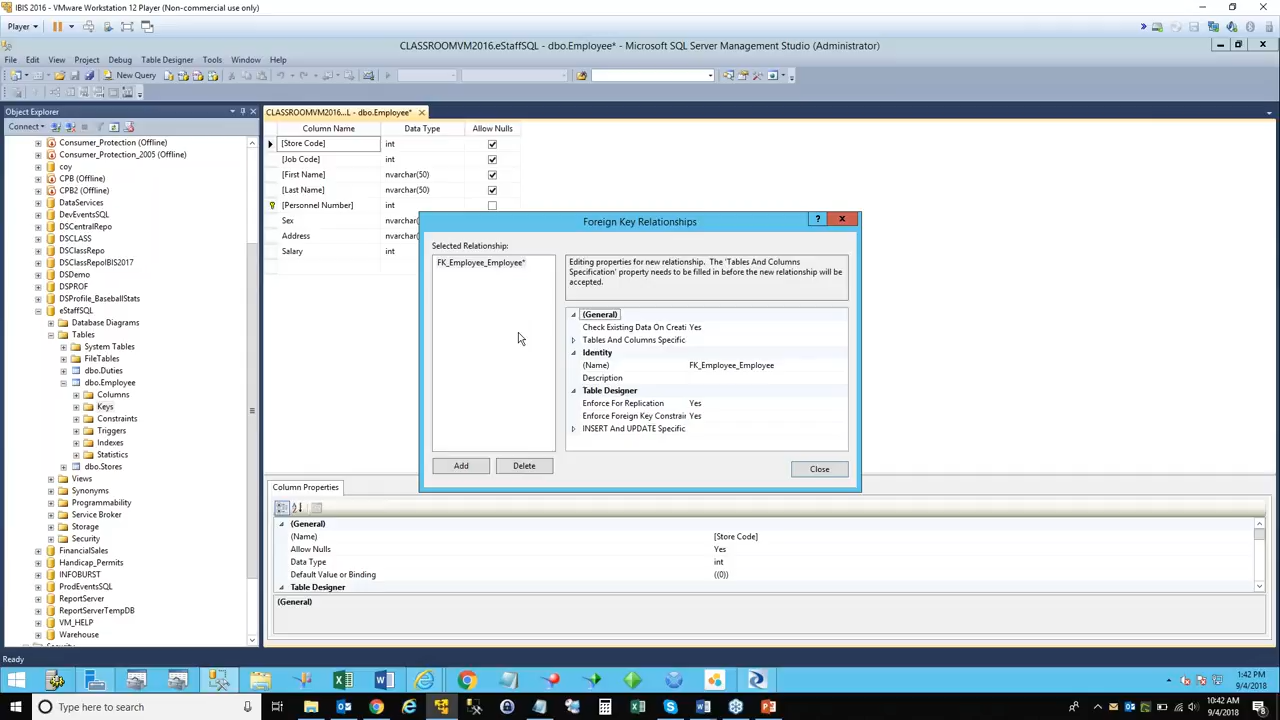 IBIS 2016 - VMware Workstation 12 Player (Non-commercial use only)
Player
CLASSROOMVM2016.eStaffSQL - dbo.Employee* - Microsoft SQL Server Management Studio (Administrator)
File Edit View Project Debug Table Designer Tools Window Help
New Query
Object Explorer
CLASSROOMVM2016...L - dbo.Employee*
Connect
Column Name Data Type Allow Nulls
Consumer_Protection (Offline)
Consumer_Protection_2005 (Offline)
coy
CPB (Offline)
CPB2 (Offline)
DataServices
DevEventsSQL
DSCentralRepo
DSCLASS
DSClassRepo
DSClassRepoIBIS2017
DSDemo
DSPROF
DSProfile_BaseballStats
eStaffSQL
Database Diagrams
Tables
System Tables
FileTables
dbo.Duties
dbo.Employee
Columns
Keys
Constraints
Triggers
Indexes
Statistics
dbo.Stores
Views
Synonyms
Programmability
Service Broker
Storage
Security
FinancialSales
Handicap_Permits
INFOBURST
ProdEventsSQL
ReportServer
ReportServerTempDB
VM_HELP
Warehouse
[Store Code] int
[Job Code] int
[First Name] nvarchar(50)
[Last Name] nvarchar(50)
[Personnel Number] int
Sex nvarchar(
Address nvarchar(
Salary int
Foreign Key Relationships
Selected Relationship:
FK_Employee_Employee*
Editing properties for new relationship. The 'Tables And Columns
Specification' property needs to be filled in before the new relationship will be
accepted.
(General)
Check Existing Data On Creati Yes
Tables And Columns Specific
Identity
(Name) FK_Employee_Employee
Description
Table Designer
Enforce For Replication Yes
Enforce Foreign Key Constrain Yes
INSERT And UPDATE Specific
Add Delete Close
Column Properties
(General)
(Name) [Store Code]
Allow Nulls Yes
Data Type int
Default Value or Binding ((0))
Table Designer
(General)
Ready
1:42 PM
9/4/2018
Type here to search
10:42 AM
9/4/2018